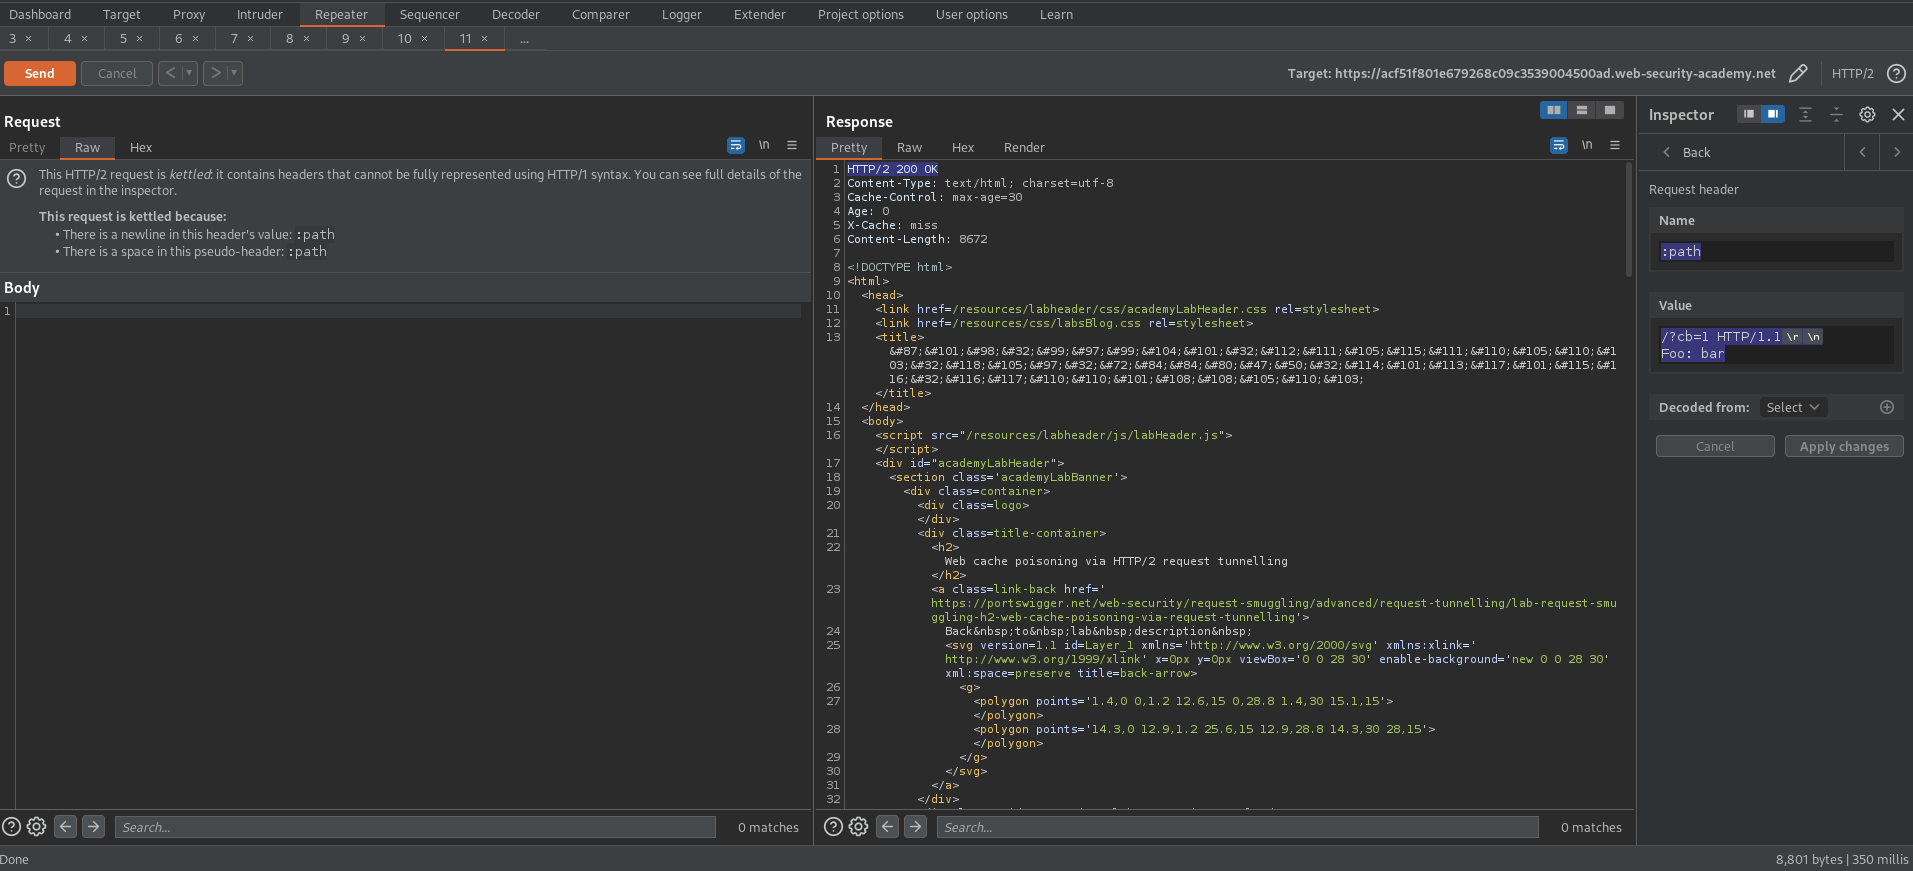 Dashboard Target Proxy Intruder Repeater Sequencer Decoder Comparer Logger Extender Project options User options Learn
3 × 4 × 5 × 6 × 7 × 8 × 9 × 10 × 11 × ...
Send Cancel < > Target: https://acf51f801e679268c09c3539004500ad.web-security-academy.net HTTP/2
Request
Pretty Raw Hex \n
This HTTP/2 request is kettled: it contains headers that cannot be fully represented using HTTP/1 syntax. You can see full details of the
request in the inspector.
This request is kettled because:
• There is a newline in this header's value: :path
• There is a space in this pseudo-header: :path
Body
1
Search... 0 matches
Response
Pretty Raw Hex Render \n
1 HTTP/2 200 OK
2 Content-Type: text/html; charset=utf-8
3 Cache-Control: max-age=30
4 Age: 0
5 X-Cache: miss
6 Content-Length: 8672
7
8 <!DOCTYPE html>
9 <html>
10 <head>
11 <link href=/resources/labheader/css/academyLabHeader.css rel=stylesheet>
12 <link href=/resources/css/labsBlog.css rel=stylesheet>
13 <title>
&#87;&#101;&#98;&#32;&#99;&#97;&#99;&#104;&#101;&#32;&#112;&#111;&#105;&#115;&#111;&#110;&#105;&#110;&#1
03;&#32;&#118;&#105;&#97;&#32;&#72;&#84;&#84;&#80;&#47;&#50;&#32;&#114;&#101;&#113;&#117;&#101;&#115;&#1
16;&#32;&#116;&#117;&#110;&#110;&#101;&#108;&#108;&#105;&#110;&#103;
</title>
14 </head>
15 <body>
16 <script src="/resources/labheader/js/labHeader.js">
</script>
17 <div id="academyLabHeader">
18 <section class='academyLabBanner'>
19 <div class=container>
20 <div class=logo>
</div>
21 <div class=title-container>
22 <h2>
Web cache poisoning via HTTP/2 request tunnelling
</h2>
23 <a class=link-back href='
https://portswigger.net/web-security/request-smuggling/advanced/request-tunnelling/lab-request-smu
ggling-h2-web-cache-poisoning-via-request-tunnelling'>
24 Back&nbsp;to&nbsp;lab&nbsp;description&nbsp;
25 <svg version=1.1 id=Layer_1 xmlns='http://www.w3.org/2000/svg' xmlns:xlink='
http://www.w3.org/1999/xlink' x=0px y=0px viewBox='0 0 28 30' enable-background='new 0 0 28 30'
xml:space=preserve title=back-arrow>
26 <g>
27 <polygon points='1.4,0 0,1.2 12.6,15 0,28.8 1.4,30 15.1,15'>
</polygon>
28 <polygon points='14.3,0 12.9,1.2 25.6,15 12.9,28.8 14.3,30 28,15'>
</polygon>
29 </g>
30 </svg>
31 </a>
32 </div>
Search... 0 matches
Inspector
< Back < >
Request header
Name
:path
Value
/?cb=1 HTTP/1.1 \r \n
Foo: bar
Decoded from: Select
Cancel Apply changes
Done 8,801 bytes | 350 millis